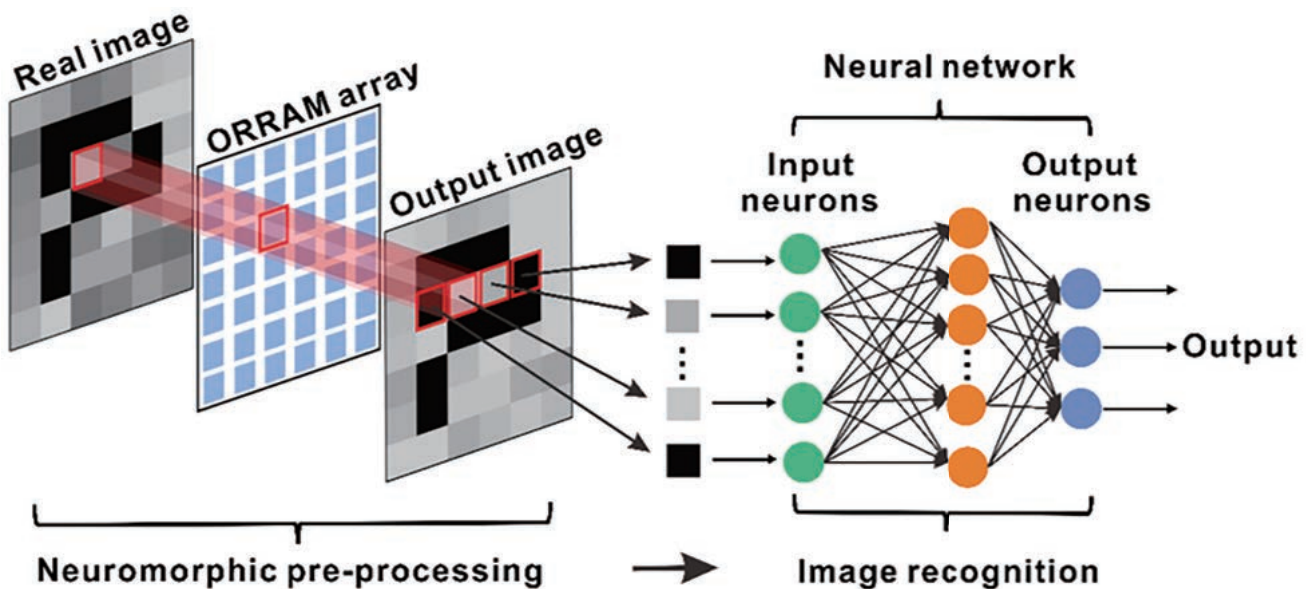 Real image
ORRAM array
Output image
Neural network
Input
neurons
Output
neurons
Output
Neuromorphic pre-processing
Image recognition